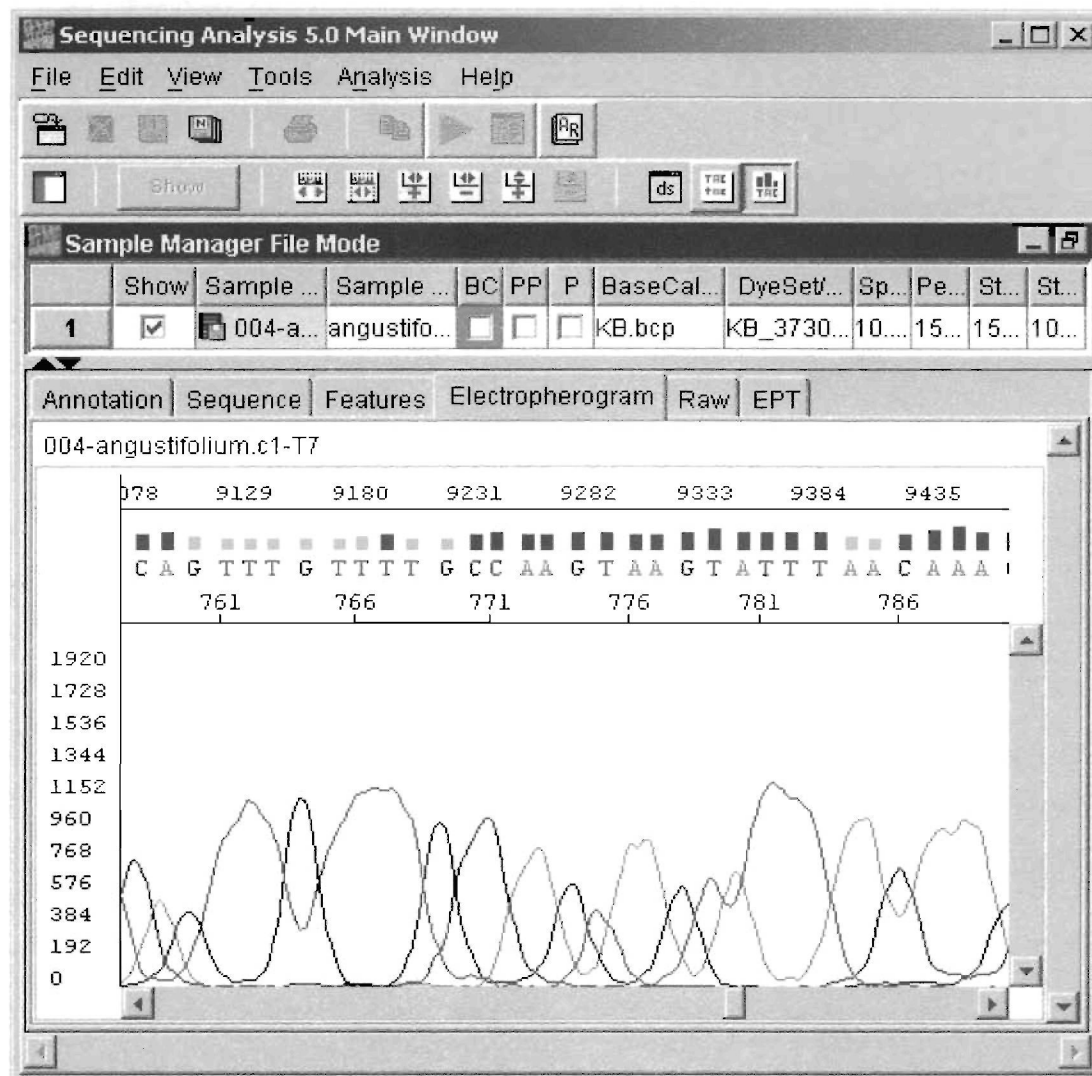 Sequencing Analysis 5.0 Main Window
File Edit View Tools Analysis Help
Show
ds
Sample Manager File Mode
Show Sample ... Sample ... BC PP P BaseCal... DyeSet/... Sp... Pe... St... St...
1 004-a... angustifo... KB.bcp KB_3730... 10... 15... 15... 10...
Annotation Sequence Features Electropherogram Raw EPT
004-angustifolium.c1-T7
078 9129 9180 9231 9282 9333 9384 9435
C A G T T T G T T T T G C C A A G T A A G T A T T T A A C A A A
761 766 771 776 781 786
1920
1728
1536
1344
1152
960
768
576
384
192
0